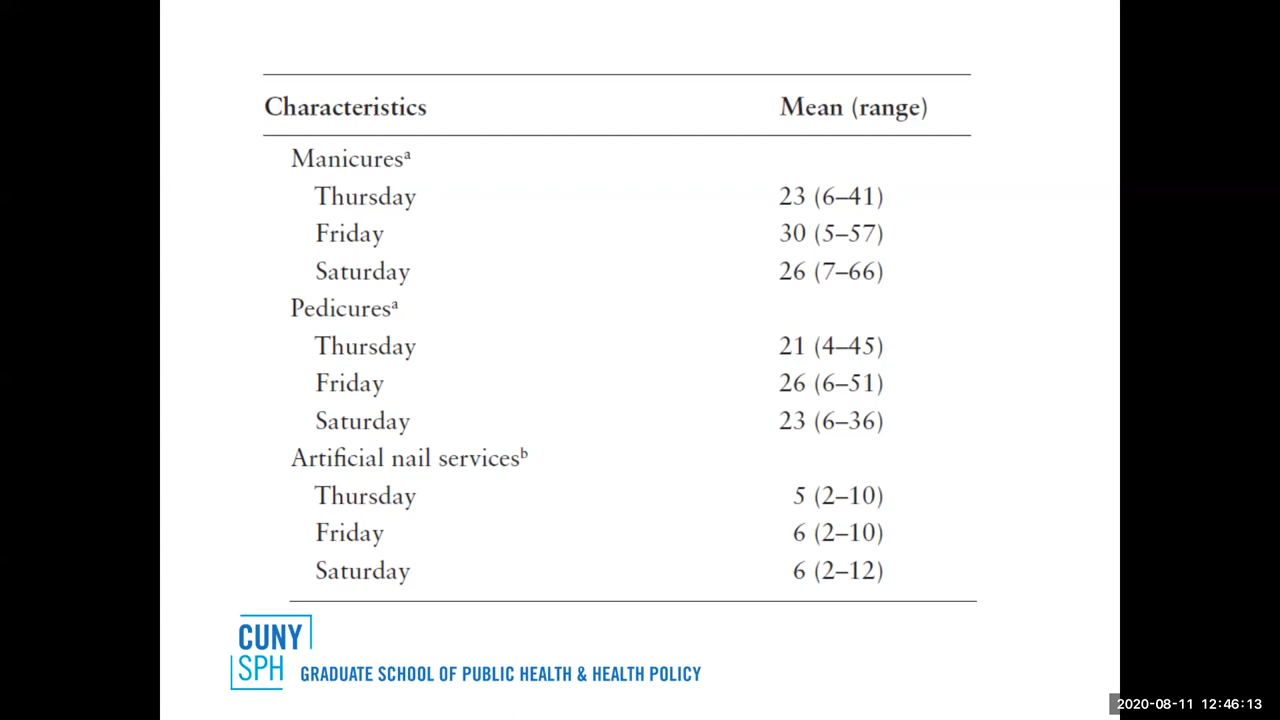 Characteristics Mean (range)
Manicuresᵃ
Thursday 23 (6–41)
Friday 30 (5–57)
Saturday 26 (7–66)
Pedicuresᵃ
Thursday 21 (4–45)
Friday 26 (6–51)
Saturday 23 (6–36)
Artificial nail servicesᵇ
Thursday 5 (2–10)
Friday 6 (2–10)
Saturday 6 (2–12)
CUNY
SPH GRADUATE SCHOOL OF PUBLIC HEALTH & HEALTH POLICY
2020-08-11 12:46:13